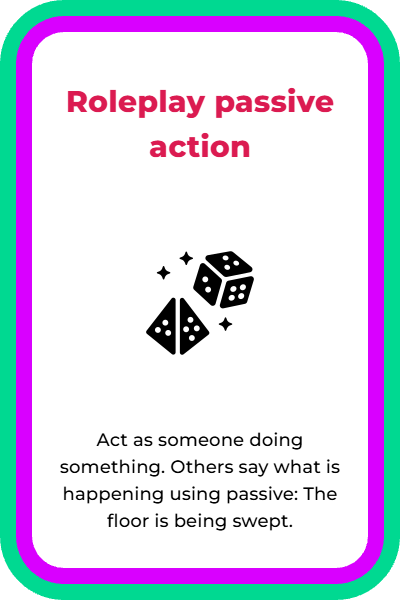 Roleplay passive
action
Act as someone doing
something. Others say what is
happening using passive: The
floor is being swept.